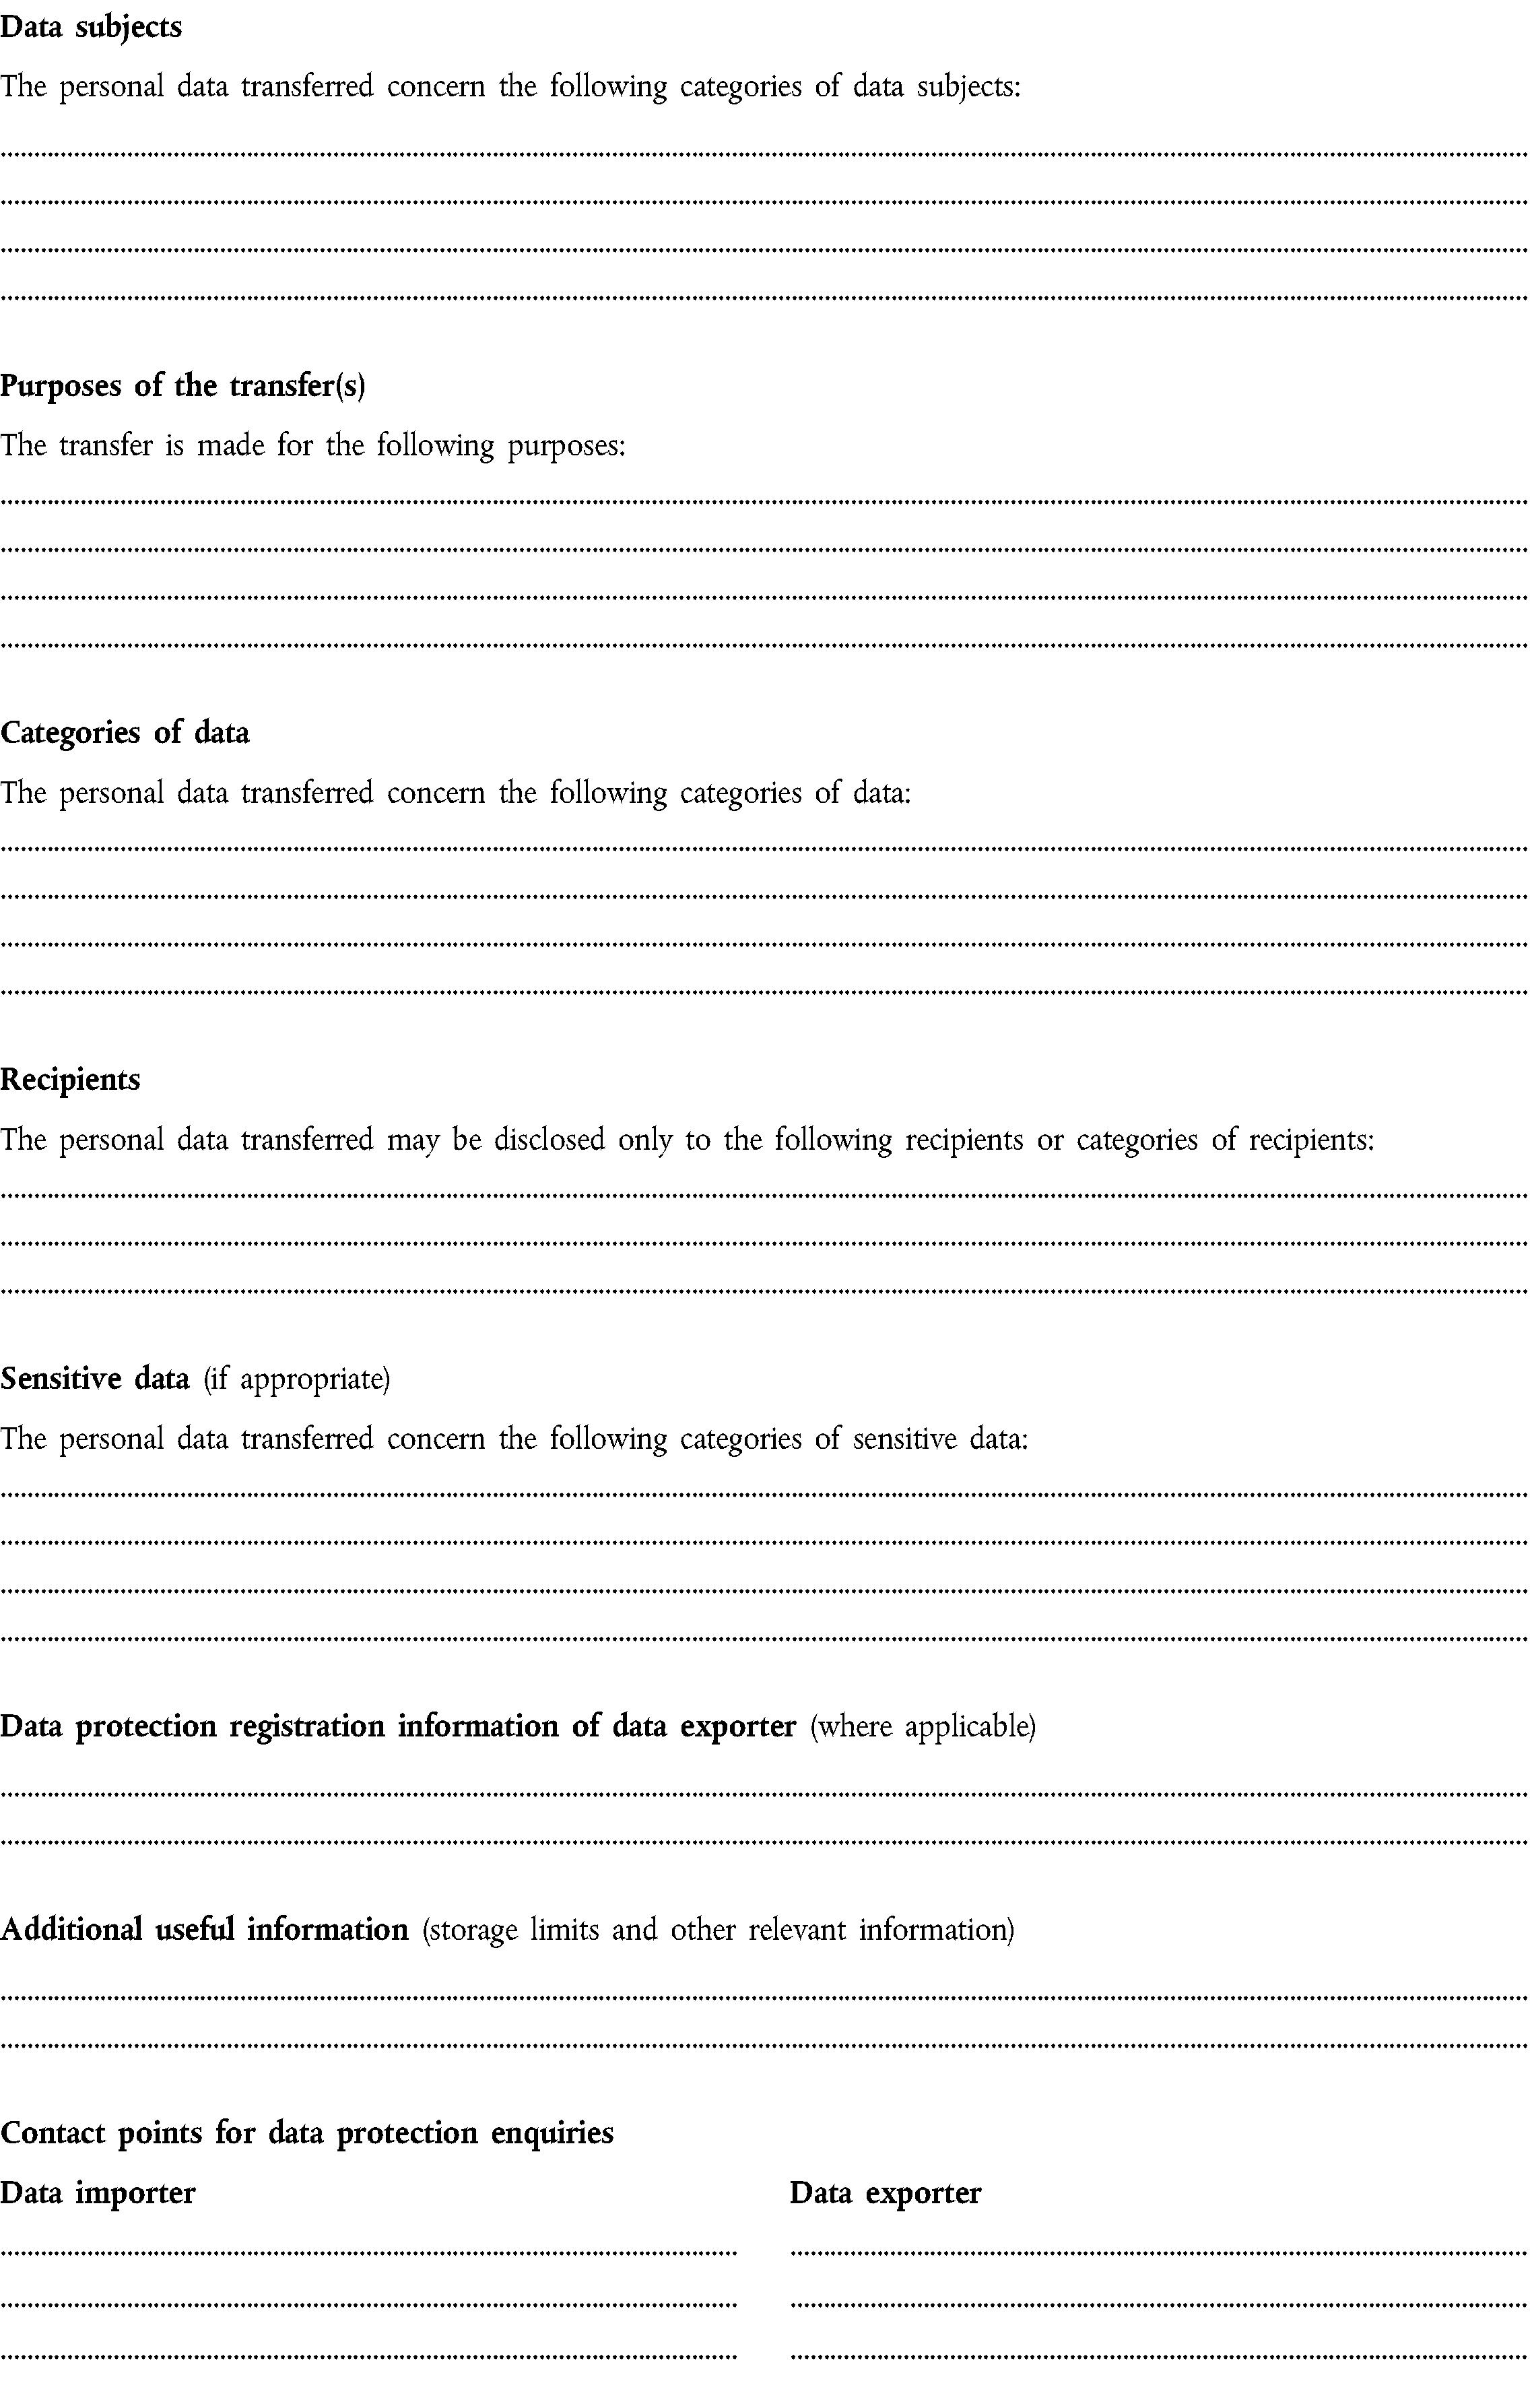 Data subjects
The personal data transferred concern the following categories of data subjects:
Purposes of the transfer(s)
The transfer is made for the following purposes:
Categories of data
The personal data transferred concern the following categories of data:
Recipients
The personal data transferred may be disclosed only to the following recipients or categories of recipients:
Sensitive data (if appropriate)
The personal data transferred concern the following categories of sensitive data:
Data protection registration information of data exporter (where applicable)
Additional useful information (storage limits and other relevant information)
Contact points for data protection enquiries
Data importer Data exporter